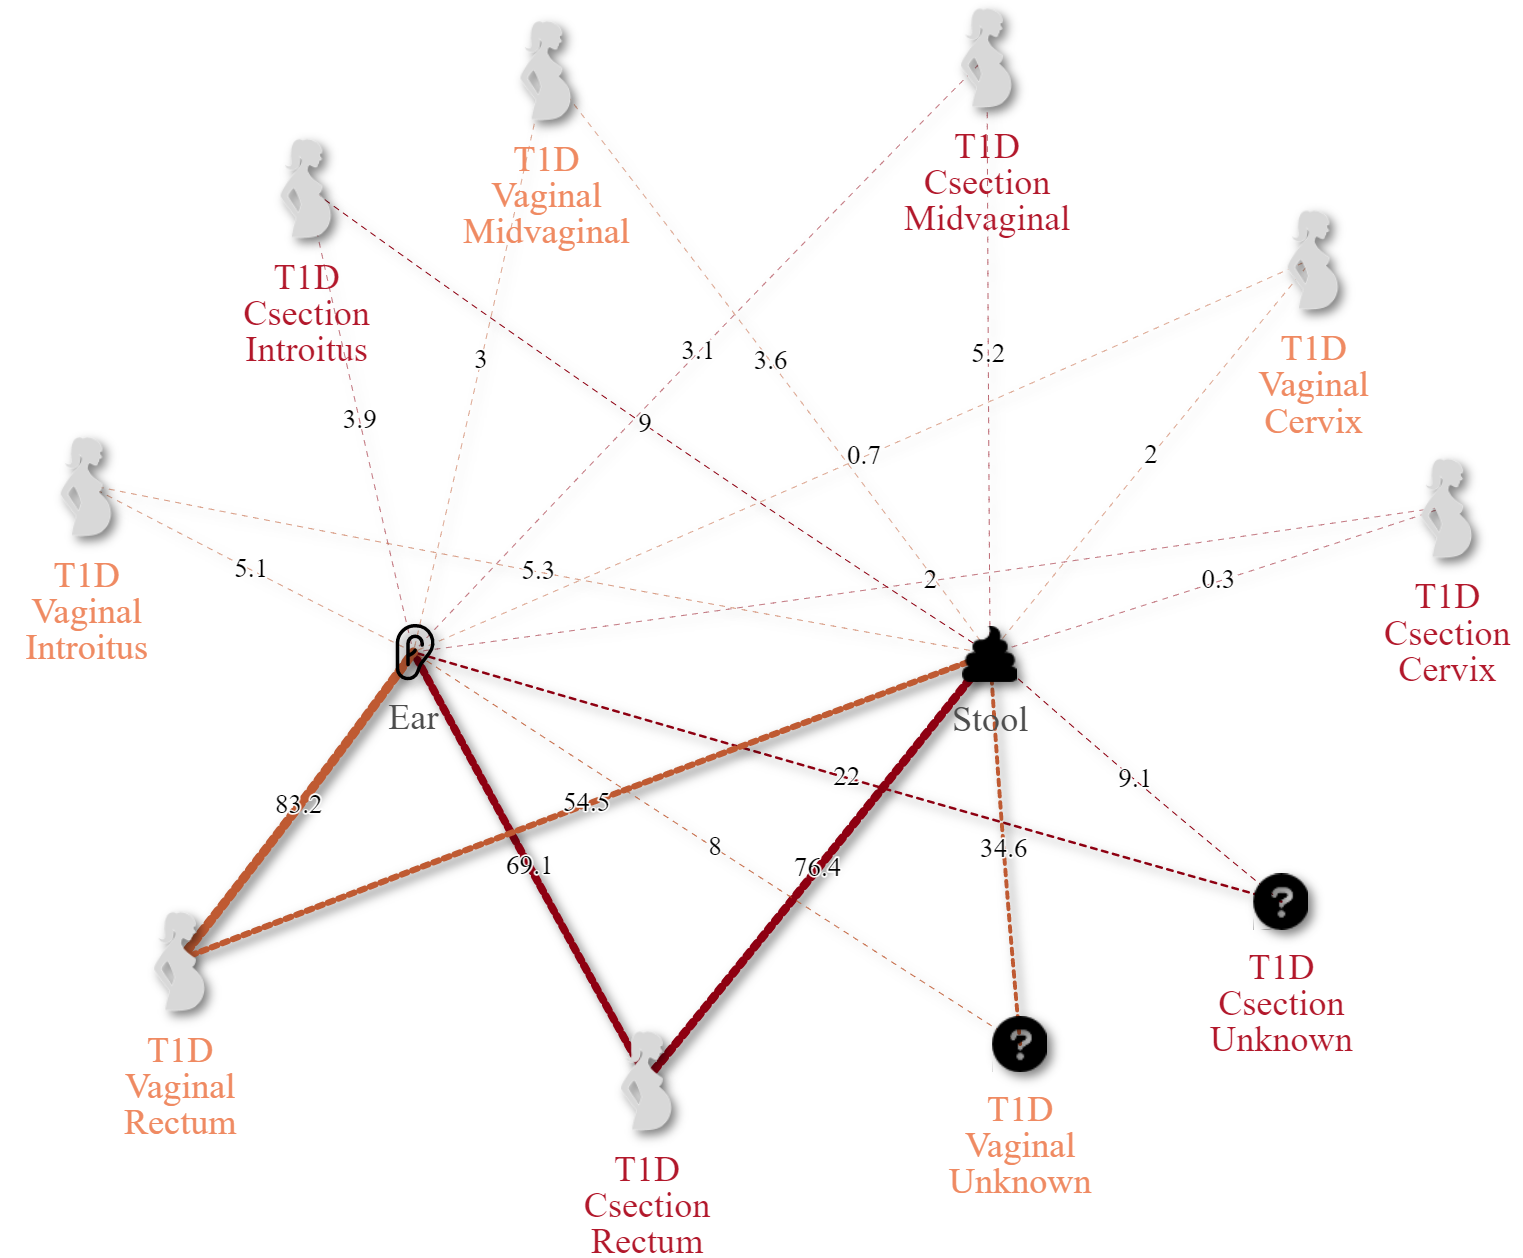 T1D
Vaginal
Midvaginal
T1D
Csection
Midvaginal
T1D
Csection
Introitus
T1D
Vaginal
Cervix
3
3.1
3.6
5.2
3.9
9
0.7
2
T1D
Vaginal
Introitus
5.1
5.3
2
0.3
T1D
Csection
Cervix
Ear
Stool
83.2
54.5
22
9.1
69.1
8
76.4
34.6
?
T1D
Csection
Unknown
?
T1D
Vaginal
Rectum
T1D
Vaginal
Unknown
T1D
Csection
Rectum